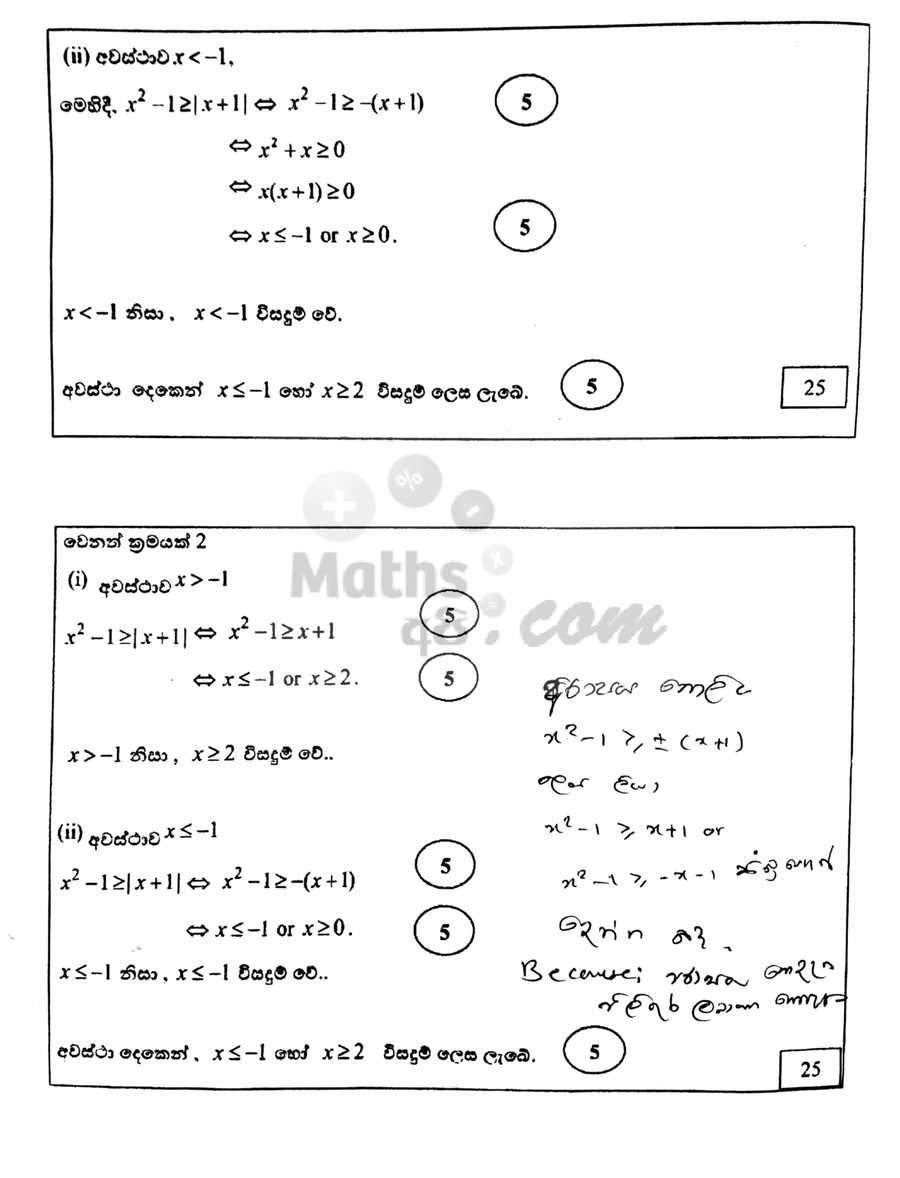 (ii) අවස්ථාව x < −1,
මෙහිදී, x² −1≥| x+1| ⇔ x² −1≥ −(x+1)
5
⇔ x² + x ≥ 0
⇔ x(x+1) ≥ 0
⇔ x ≤ −1 or x ≥ 0.
5
x < −1 නිසා , x < −1 විසඳුම් වේ.
අවස්ථා දෙකෙන් x ≤ −1 හෝ x ≥ 2 විසඳුම් ලෙස ලැබේ.
5
25
Maths
අපි . com
වෙනත් ක්‍රමයක් 2
(i) අවස්ථාව x > −1
x² −1≥| x+1| ⇔ x² −1≥ x+1
5
⇔ x ≤ −1 or x ≥ 2.
5
x > −1 නිසා , x ≥ 2 විසඳුම් වේ..
(ii) අවස්ථාව x ≤ −1
x² −1≥| x+1| ⇔ x² −1≥ −(x+1)
5
⇔ x ≤ −1 or x ≥ 0.
5
x ≤ −1 නිසා , x ≤ −1 විසඳුම් වේ..
අවස්ථා දෙකෙන් , x ≤ −1 හෝ x ≥ 2 විසඳුම් ලෙස ලැබේ.
5
25
x² − 1 ≥ ± (x+1)
ලෙස ලියා
x² − 1 ≥ x+1 or
x² − 1 ≥ −x − 1
දෙන්න
Because;